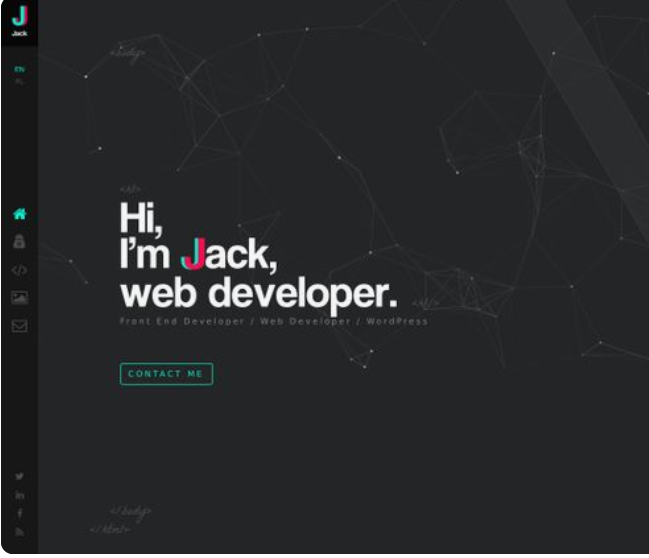 Jack
EN
PL
<body>
<h1>
Hi,
I'm Jack,
web developer.
</h1>
Front End Developer / Web Developer / WordPress
CONTACT ME
</body>
</html>